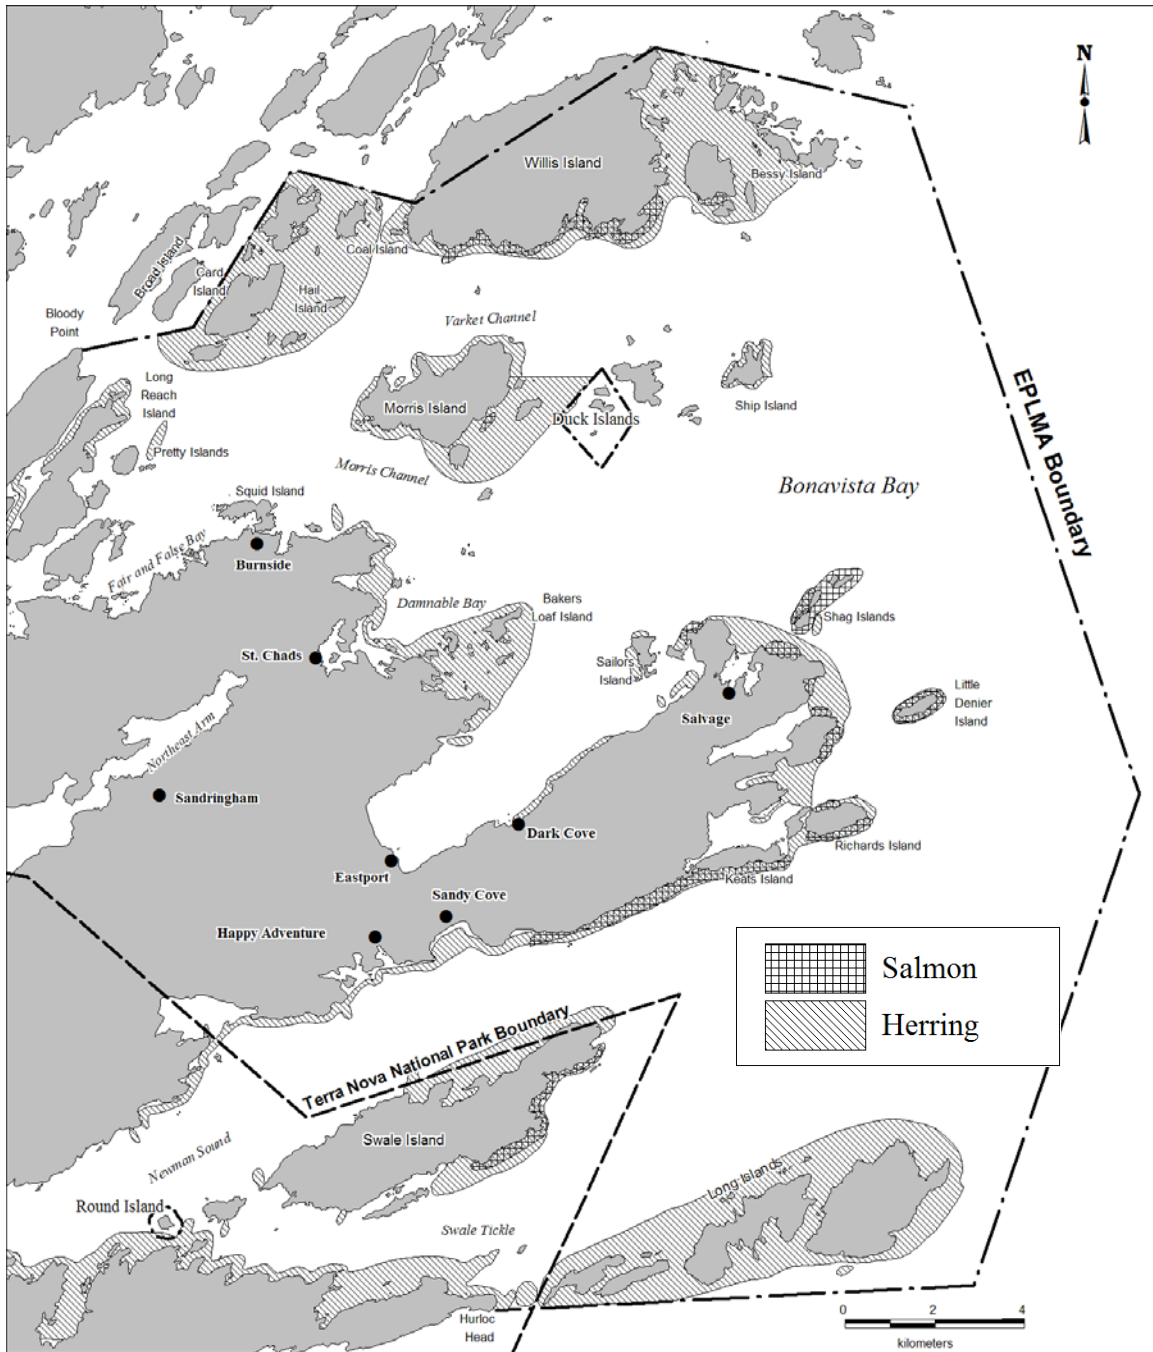 N
Willis Island
Bessy Island
Coal Island
Broad Island
Card
Island
Hail
Island
Bloody
Point
Varket Channel
Long
Reach
Island
Morris Island
Duck Islands
Ship Island
EPLMA Boundary
Pretty Islands
Morris Channel
Bonavista Bay
Squid Island
Fair and False Bay
Burnside
Damnable Bay
Bakers
Loaf Island
Shag Islands
St. Chads
Sailors
Island
Salvage
Little
Denier
Island
Northeast Arm
Sandringham
Dark Cove
Richards Island
Eastport
Keats Island
Sandy Cove
Happy Adventure
Salmon
Herring
Terra Nova National Park Boundary
Swale Island
Newman Sound
Long Islands
Round Island
Swale Tickle
Hurloc
Head
0 2 4
kilometers